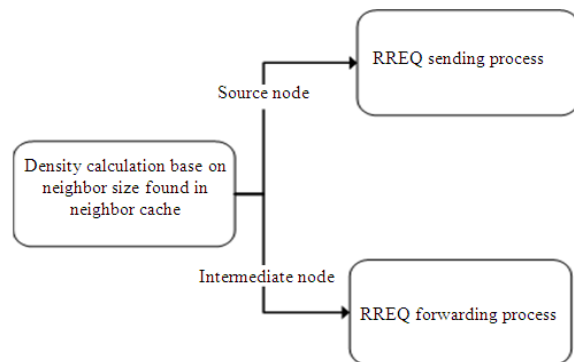 RREQ sending process
Source node
Density calculation base on
neighbor size found in
neighbor cache
Intermediate node
RREQ forwarding process